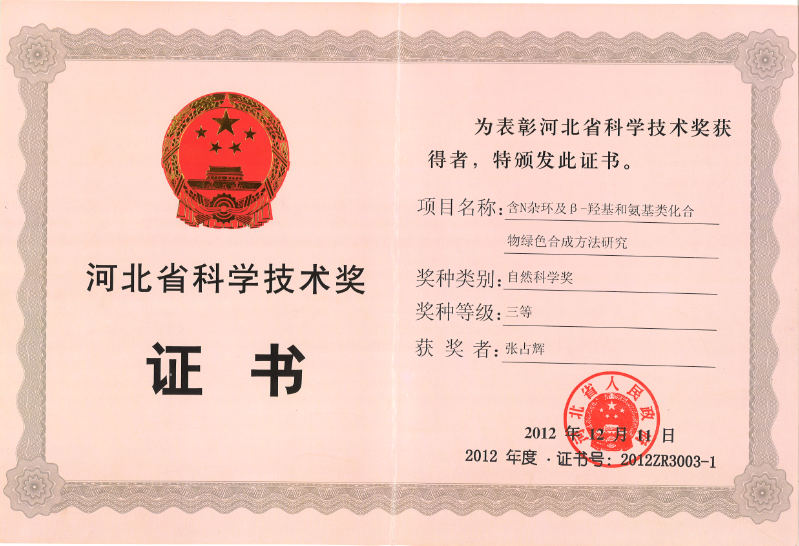 河北省科学技术奖
证书
为表彰河北省科学技术奖获
得者，特颁发此证书。
项目名称：含N杂环及β-羟基和氨基类化合
物绿色合成方法研究
奖种类别：自然科学奖
奖种等级：三等
获奖者：张占辉
河北省人民政府
2012 年 12 月 11 日
2012 年度·证书号：2012ZR3003-1